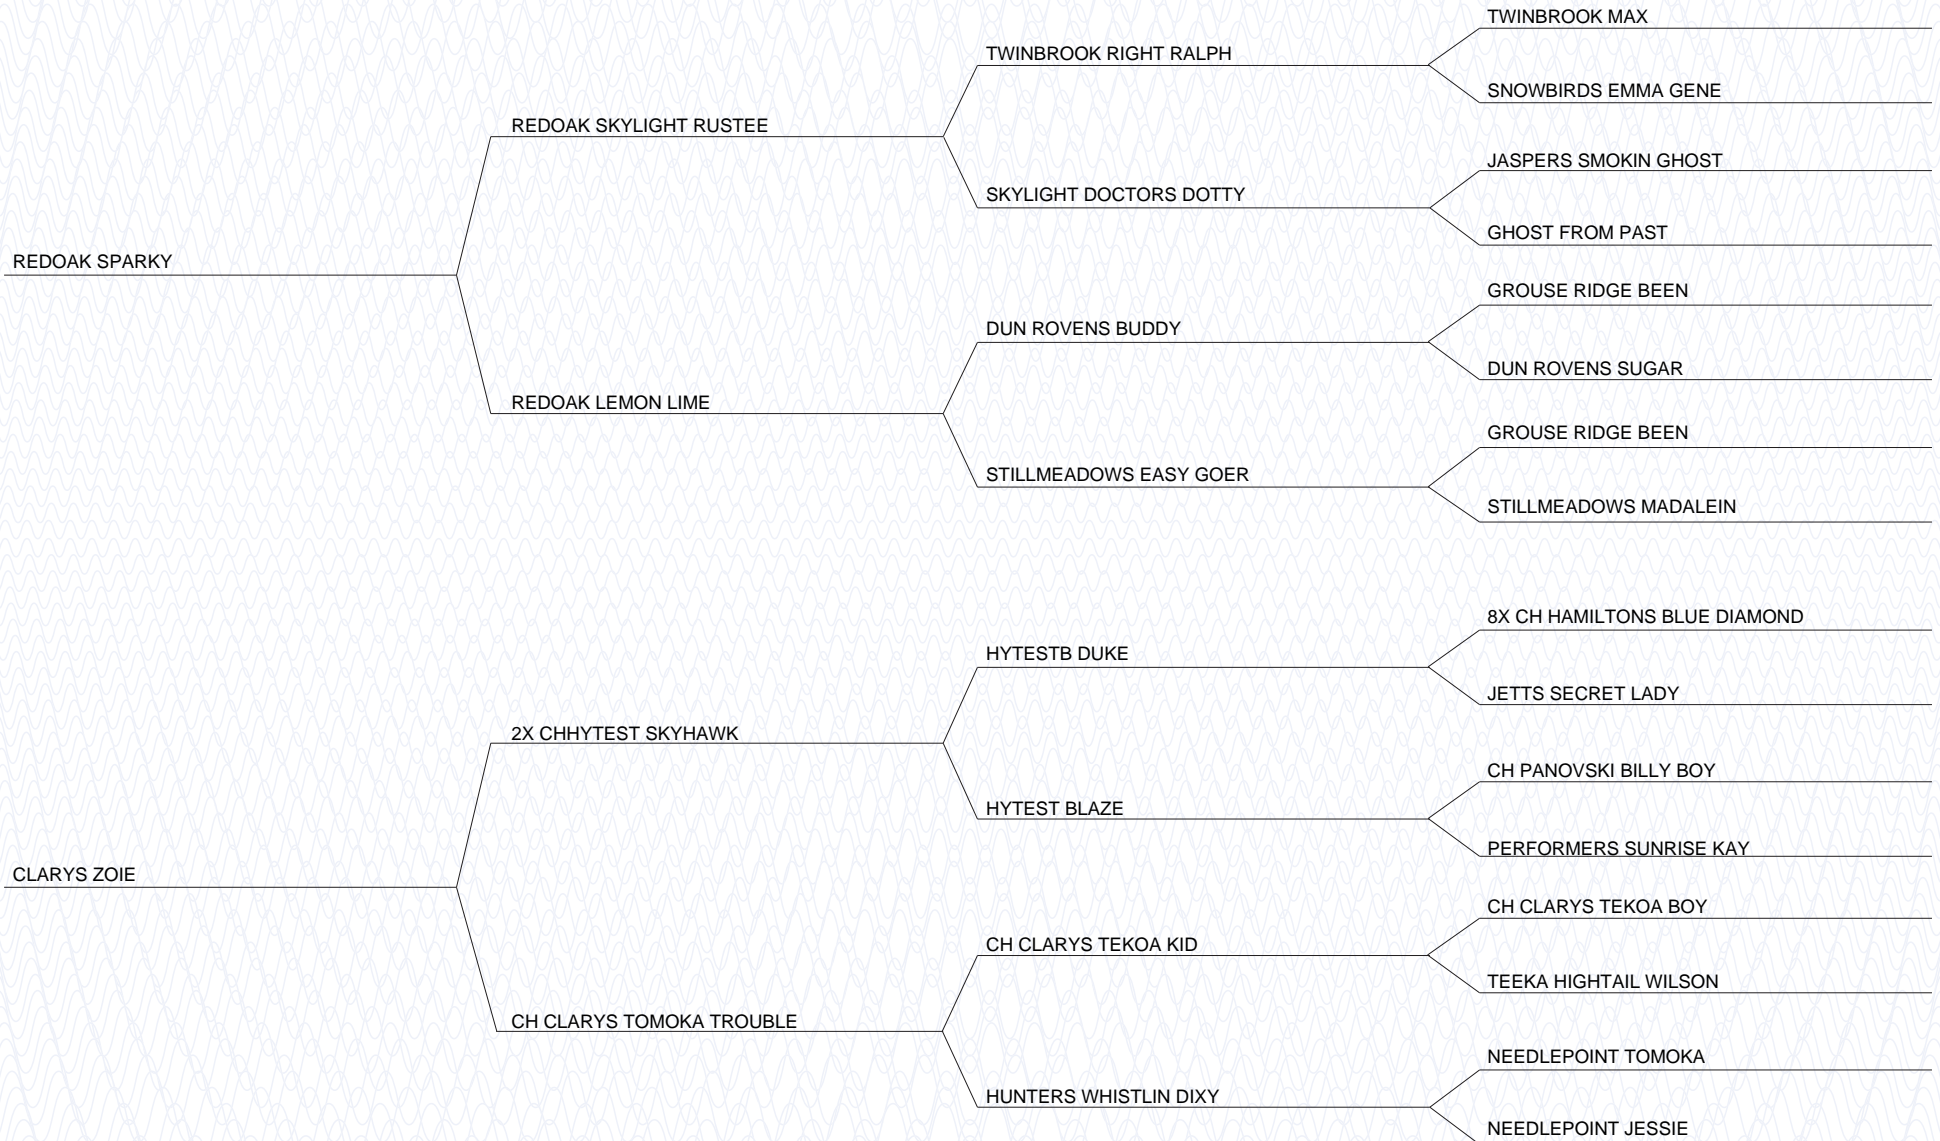 TWINBROOK MAX
TWINBROOK RIGHT RALPH
SNOWBIRDS EMMA GENE
REDOAK SKYLIGHT RUSTEE
JASPERS SMOKIN GHOST
SKYLIGHT DOCTORS DOTTY
GHOST FROM PAST
REDOAK SPARKY
GROUSE RIDGE BEEN
DUN ROVENS BUDDY
DUN ROVENS SUGAR
REDOAK LEMON LIME
GROUSE RIDGE BEEN
STILLMEADOWS EASY GOER
STILLMEADOWS MADALEIN
8X CH HAMILTONS BLUE DIAMOND
HYTESTB DUKE
JETTS SECRET LADY
2X CHHYTEST SKYHAWK
CH PANOVSKI BILLY BOY
HYTEST BLAZE
PERFORMERS SUNRISE KAY
CLARYS ZOIE
CH CLARYS TEKOA BOY
CH CLARYS TEKOA KID
TEEKA HIGHTAIL WILSON
CH CLARYS TOMOKA TROUBLE
NEEDLEPOINT TOMOKA
HUNTERS WHISTLIN DIXY
NEEDLEPOINT JESSIE